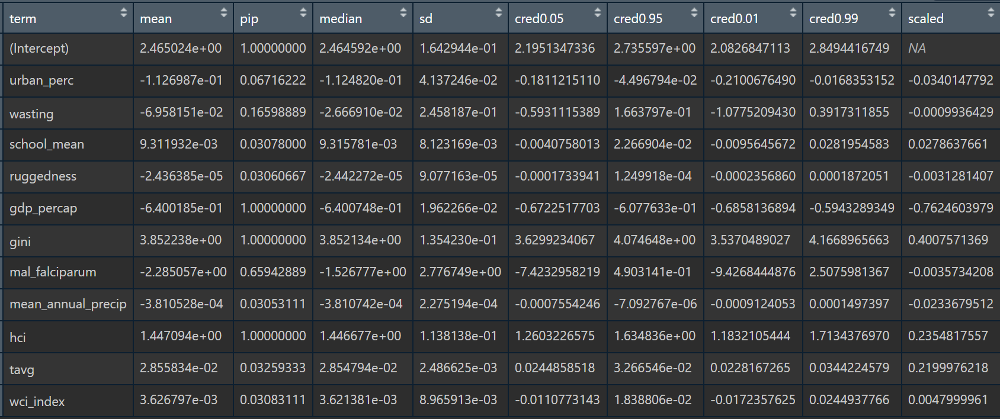 term mean pip median sd cred0.05 cred0.95 cred0.01 cred0.99 scaled
(Intercept) 2.465024e+00 1.00000000 2.464592e+00 1.642944e-01 2.1951347336 2.735597e+00 2.0826847113 2.8494416749 NA
urban_perc -1.126987e-01 0.06716222 -1.124820e-01 4.137246e-02 -0.1811215110 -4.496794e-02 -0.2100676490 -0.0168353152 -0.0340147792
wasting -6.958151e-02 0.16598889 -2.666910e-02 2.458187e-01 -0.5931115389 1.663797e-01 -1.0775209430 0.3917311855 -0.0009936429
school_mean 9.311932e-03 0.03078000 9.315781e-03 8.123169e-03 -0.0040758013 2.266904e-02 -0.0095645672 0.0281954583 0.0278637661
ruggedness -2.436385e-05 0.03060667 -2.442272e-05 9.077163e-05 -0.0001733941 1.249918e-04 -0.0002356860 0.0001872051 -0.0031281407
gdp_percap -6.400185e-01 1.00000000 -6.400748e-01 1.962266e-02 -0.6722517703 -6.077633e-01 -0.6858136894 -0.5943289349 -0.7624603979
gini 3.852238e+00 1.00000000 3.852134e+00 1.354230e-01 3.6299234067 4.074648e+00 3.5370489027 4.1668965663 0.4007571369
mal_falciparum -2.285057e+00 0.65942889 -1.526777e+00 2.776749e+00 -7.4232958219 4.903141e-01 -9.4268444876 2.5075981367 -0.0035734208
mean_annual_precip -3.810528e-04 0.03053111 -3.810742e-04 2.275194e-04 -0.0007554246 -7.092767e-06 -0.0009124053 0.0001497397 -0.0233679512
hci 1.447094e+00 1.00000000 1.446677e+00 1.138138e-01 1.2603226575 1.634836e+00 1.1832105444 1.7134376970 0.2354817557
tavg 2.855834e-02 0.03259333 2.854794e-02 2.486625e-03 0.0244858518 3.266546e-02 0.0228167265 0.0344224579 0.2199976218
wci_index 3.626797e-03 0.03083111 3.621381e-03 8.965913e-03 -0.0110773143 1.838806e-02 -0.0172357625 0.0244937766 0.0047999961